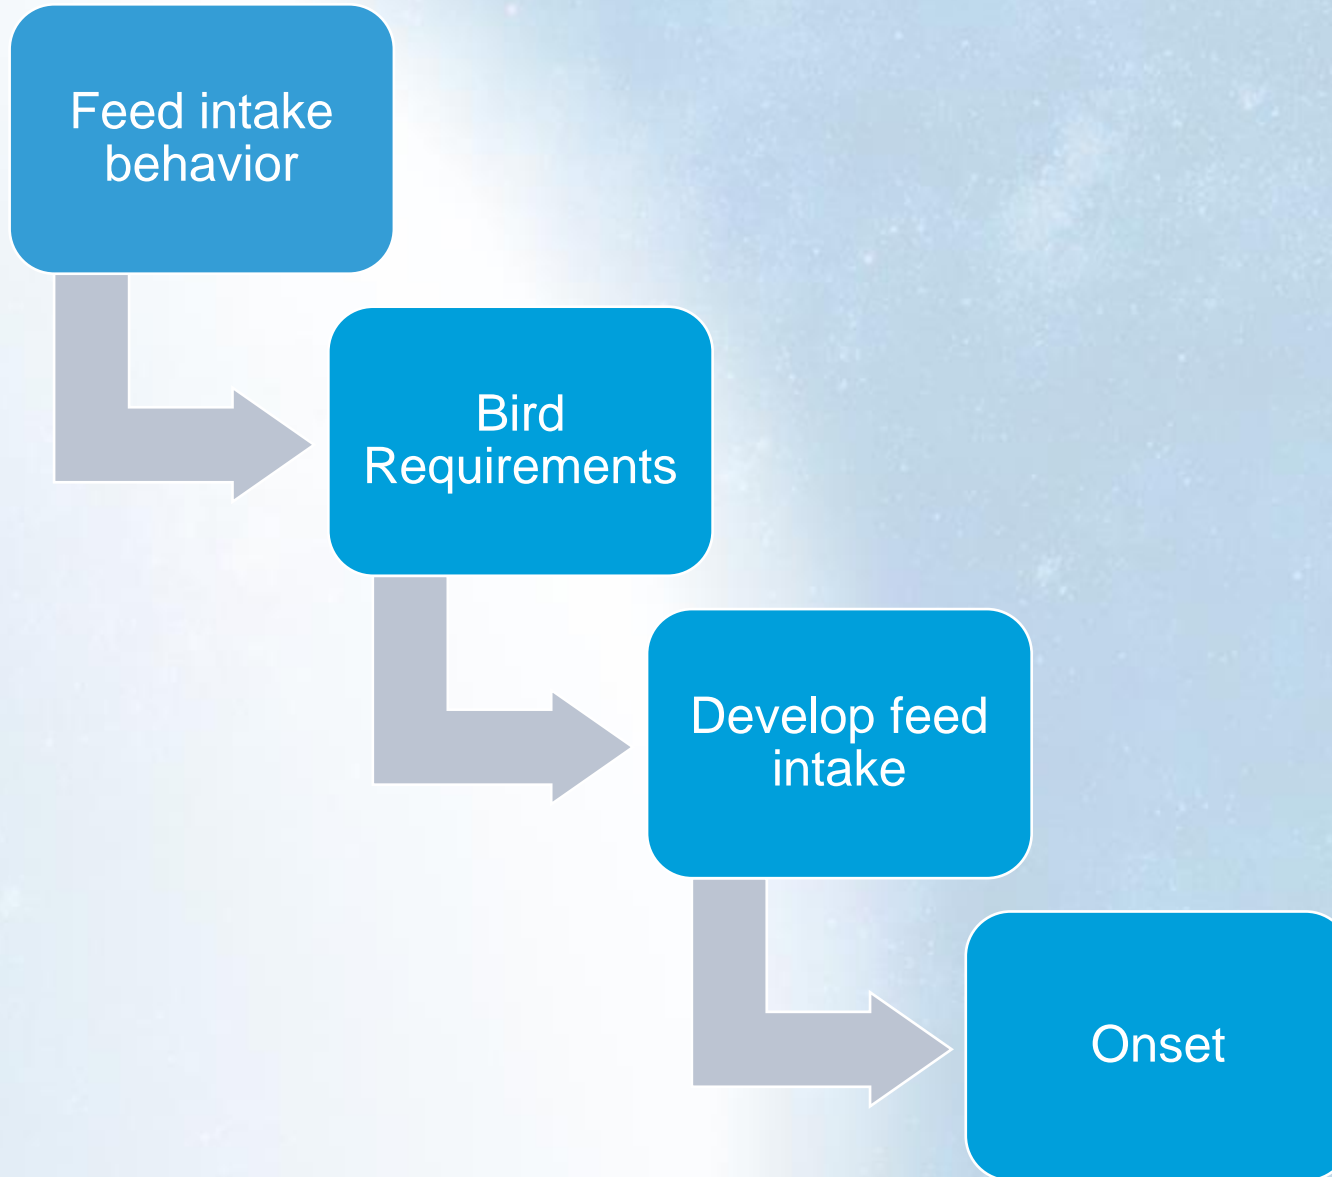 Feed intake
behavior
Bird
Requirements
Develop feed
intake
Onset